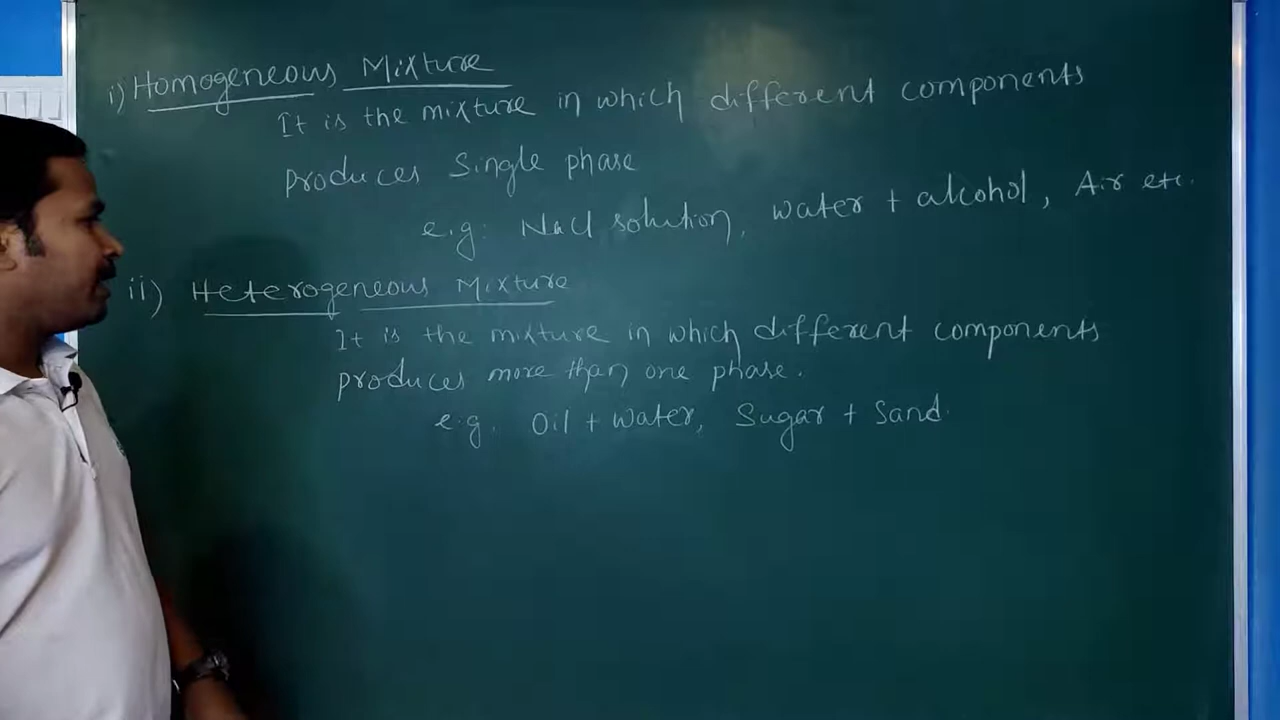 i) Homogeneous Mixture
It is the mixture in which different components
produces Single phase
e.g: NaCl solution, water + alcohol, Air etc.
ii) Heterogeneous Mixture
It is the mixture in which different components
produces more than one phase.
e.g. Oil + water, Sugar + Sand.